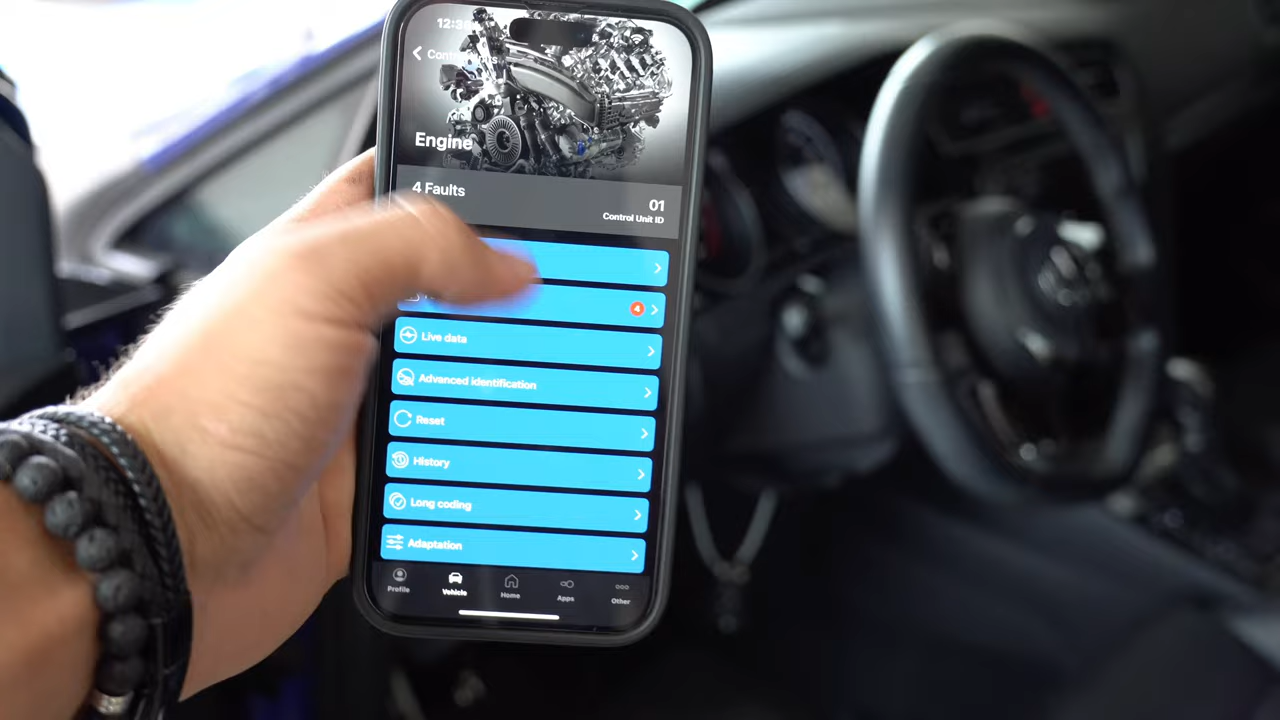 Engine
4 Faults
01
Control Unit ID
4
Live data
Advanced identification
Reset
History
Long coding
Adaptation
Profile
Vehicle
Home
Apps
Other